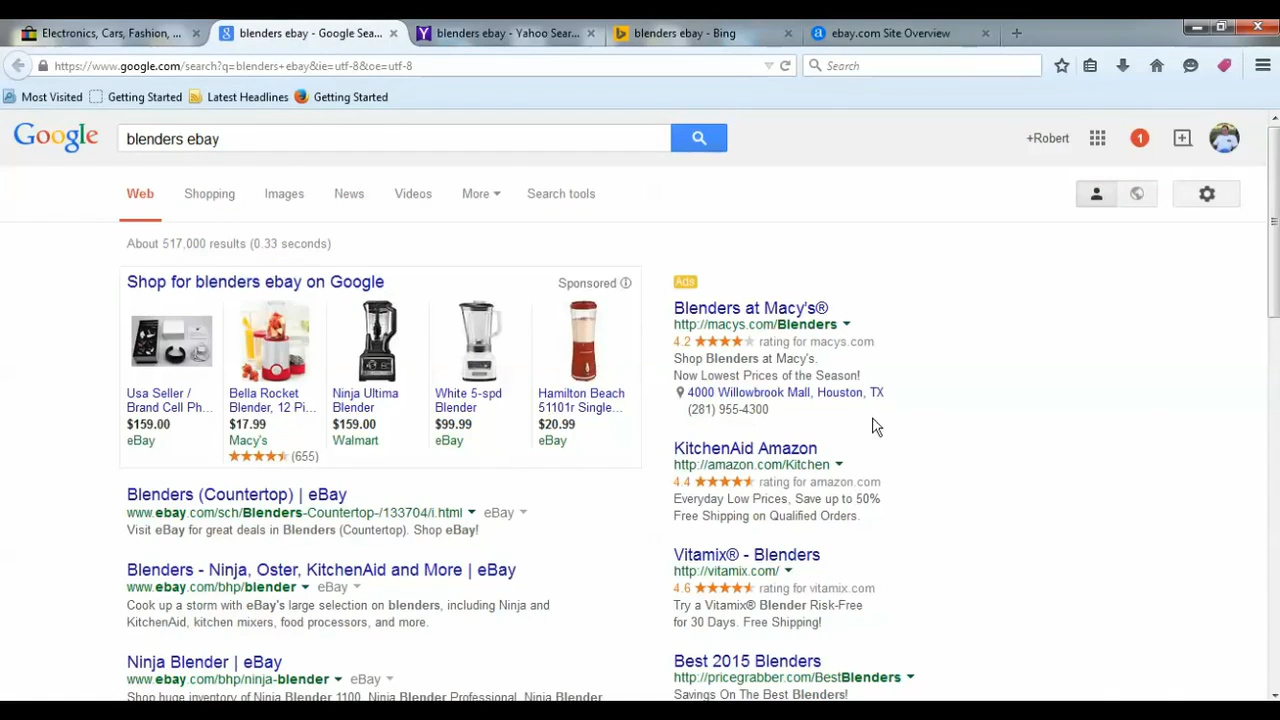 Electronics, Cars, Fashion, ...
blenders ebay - Google Sea...
blenders ebay - Yahoo Sear...
blenders ebay - Bing
ebay.com Site Overview
https://www.google.com/search?q=blenders+ebay&ie=utf-8&oe=utf-8
Search
Most Visited
Getting Started
Latest Headlines
Getting Started
Google
blenders ebay
+Robert
1
Web
Shopping
Images
News
Videos
More
Search tools
About 517,000 results (0.33 seconds)
Shop for blenders ebay on Google
Sponsored
Usa Seller /
Brand Cell Ph...
$159.00
eBay
Bella Rocket
Blender, 12 Pi...
$17.99
Macy's
(655)
Ninja Ultima
Blender
$159.00
Walmart
White 5-spd
Blender
$99.99
eBay
Hamilton Beach
51101r Single...
$20.99
eBay
Blenders (Countertop) | eBay
www.ebay.com/sch/Blenders-Countertop-/133704/i.html eBay
Visit eBay for great deals in Blenders (Countertop). Shop eBay!
Blenders - Ninja, Oster, KitchenAid and More | eBay
www.ebay.com/bhp/blender eBay
Cook up a storm with eBay's large selection on blenders, including Ninja and
KitchenAid, kitchen mixers, food processors, and more.
Ninja Blender | eBay
www.ebay.com/bhp/ninja-blender eBay
Shop huge inventory of Ninja Blender 1100, Ninja Blender Professional, Ninja Blender
Ads
Blenders at Macy's®
http://macys.com/Blenders
4.2 rating for macys.com
Shop Blenders at Macy's.
Now Lowest Prices of the Season!
4000 Willowbrook Mall, Houston, TX
(281) 955-4300
KitchenAid Amazon
http://amazon.com/Kitchen
4.4 rating for amazon.com
Everyday Low Prices, Save up to 50%
Free Shipping on Qualified Orders.
Vitamix® - Blenders
http://vitamix.com/
4.6 rating for vitamix.com
Try a Vitamix® Blender Risk-Free
for 30 Days. Free Shipping!
Best 2015 Blenders
http://pricegrabber.com/BestBlenders
Savings On The Best Blenders!